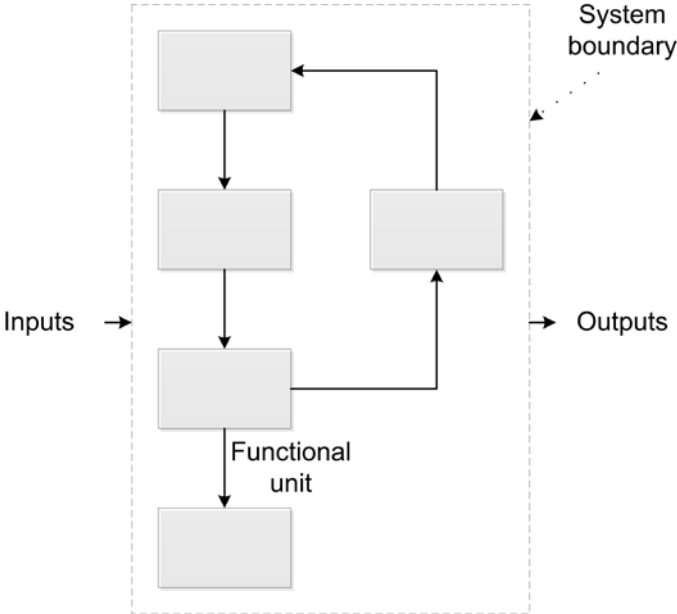 System
boundary
Inputs
Outputs
Functional
unit